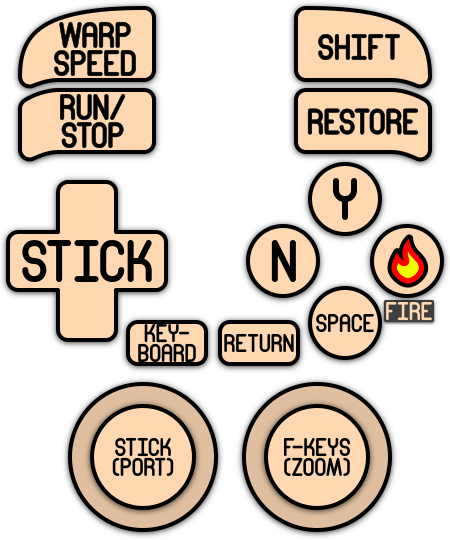 WARP
SPEED
SHIFT
RUN/
STOP
RESTORE
Y
STICK
N
FIRE
SPACE
KEY-
BOARD
RETURN
STICK
(PORT)
F-KEYS
(ZOOM)